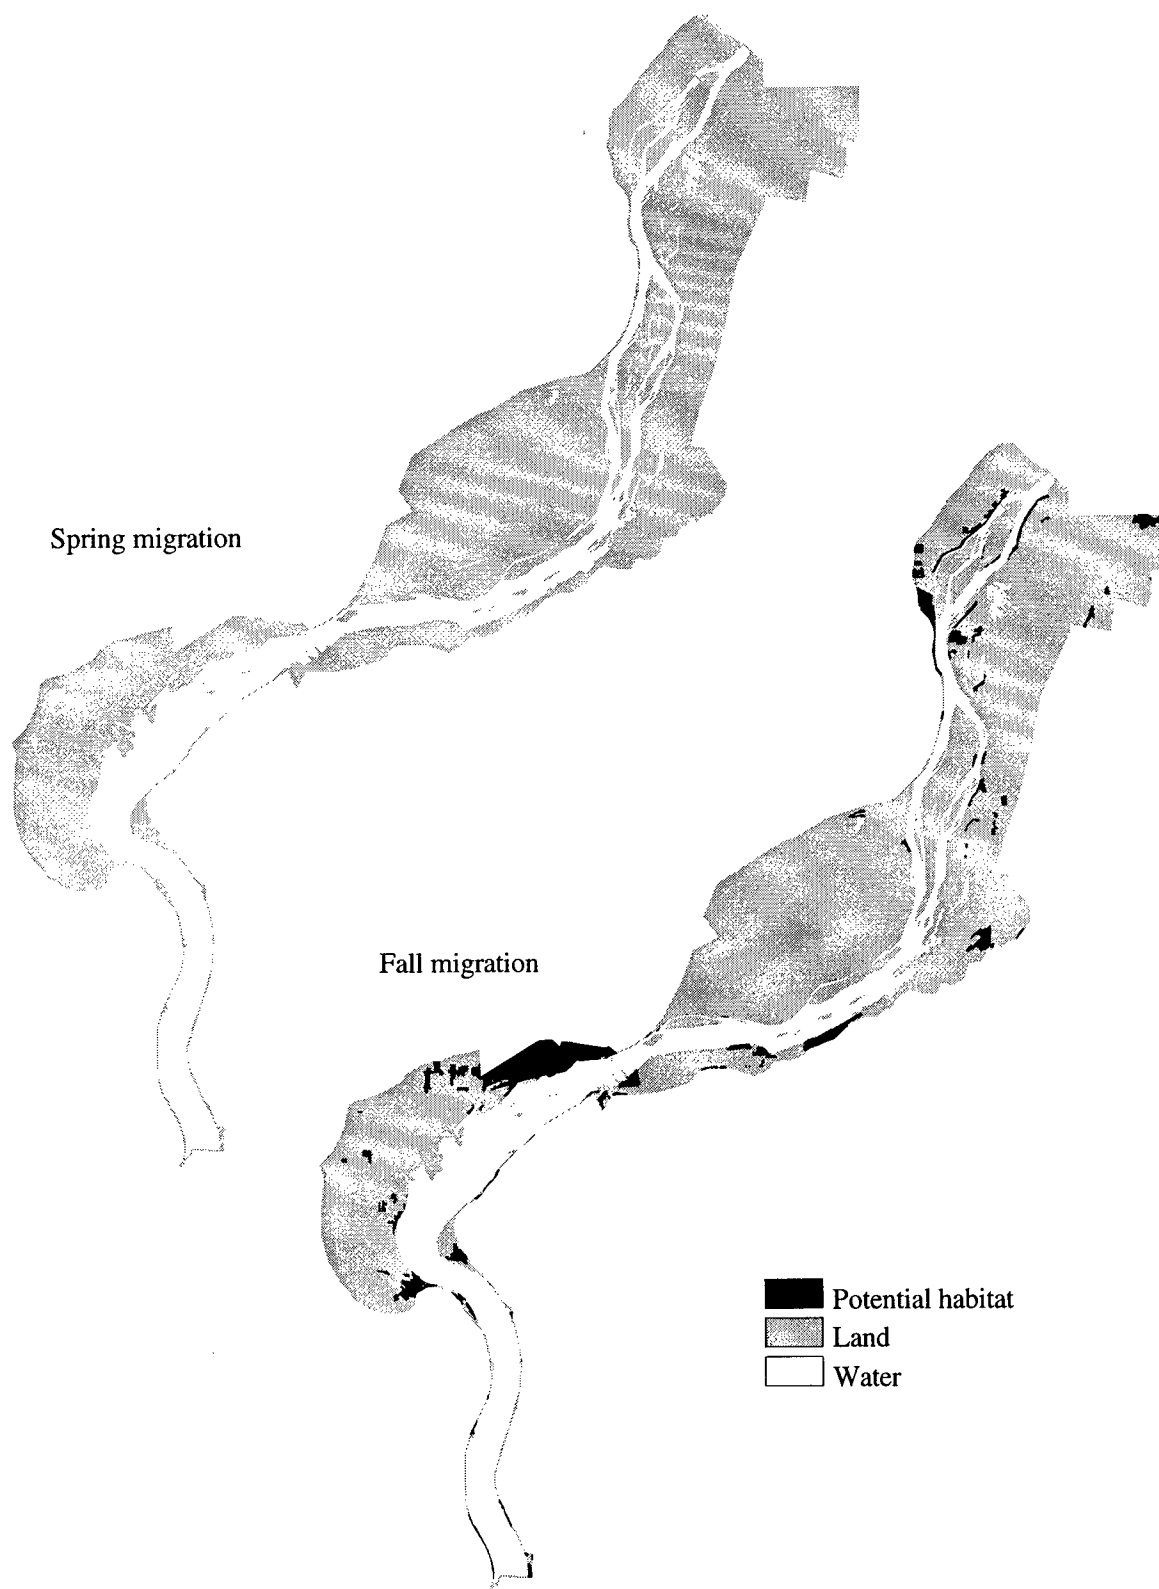 Spring migration
Fall migration
Potential habitat
Land
Water